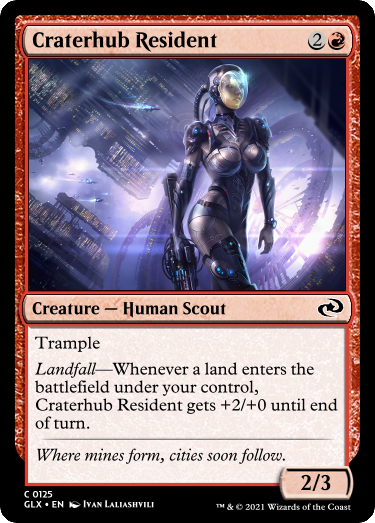 Craterhub Resident 2
Creature — Human Scout
Trample
Landfall—Whenever a land enters the
battlefield under your control,
Craterhub Resident gets +2/+0 until end
of turn.
Where mines form, cities soon follow.
2/3
C 0125
GLX • EN Ivan Laliashvili
™ & © 2021 Wizards of the Coast